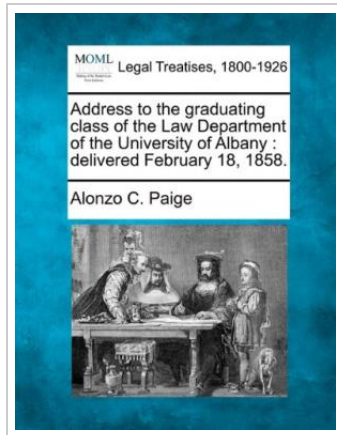 MOML
Legal Treatises, 1800-1926
Address to the graduating
class of the Law Department
of the University of Albany :
delivered February 18, 1858.
Alonzo C. Paige